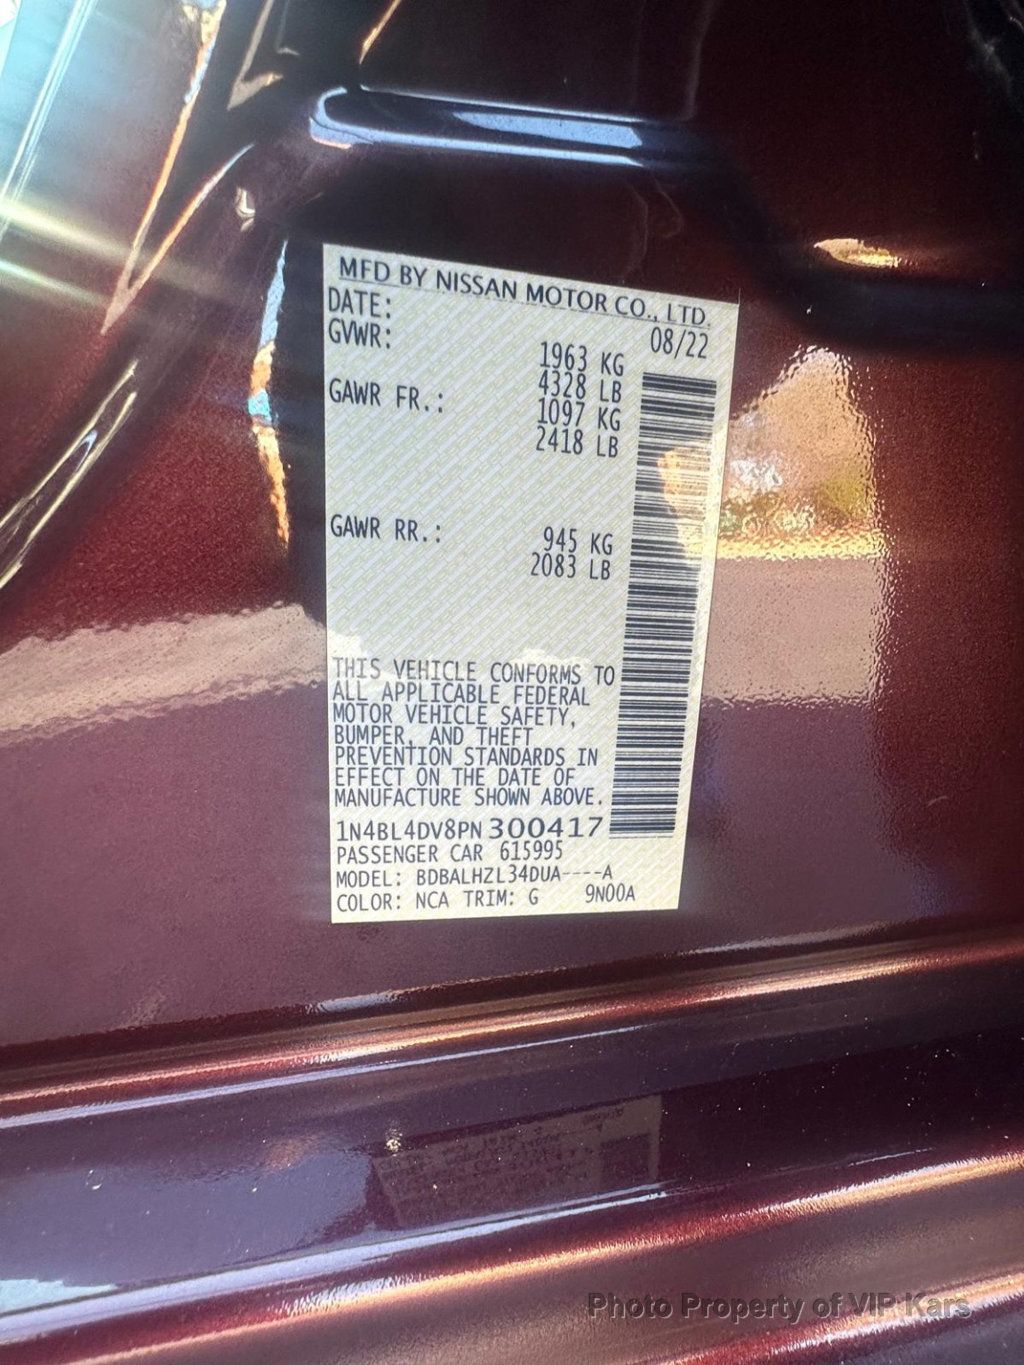 MFD BY NISSAN MOTOR CO., LTD.
DATE: 08/22
GVWR: 1963 KG
4328 LB
GAWR FR.: 1097 KG
2418 LB
GAWR RR.: 945 KG
2083 LB
THIS VEHICLE CONFORMS TO
ALL APPLICABLE FEDERAL
MOTOR VEHICLE SAFETY,
BUMPER, AND THEFT
PREVENTION STANDARDS IN
EFFECT ON THE DATE OF
MANUFACTURE SHOWN ABOVE.
1N4BL4DV8PN300417
PASSENGER CAR 615995
MODEL: BDBALHZL34DUA----A
COLOR: NCA TRIM: G 9N00A
Photo Property of VIP Kars